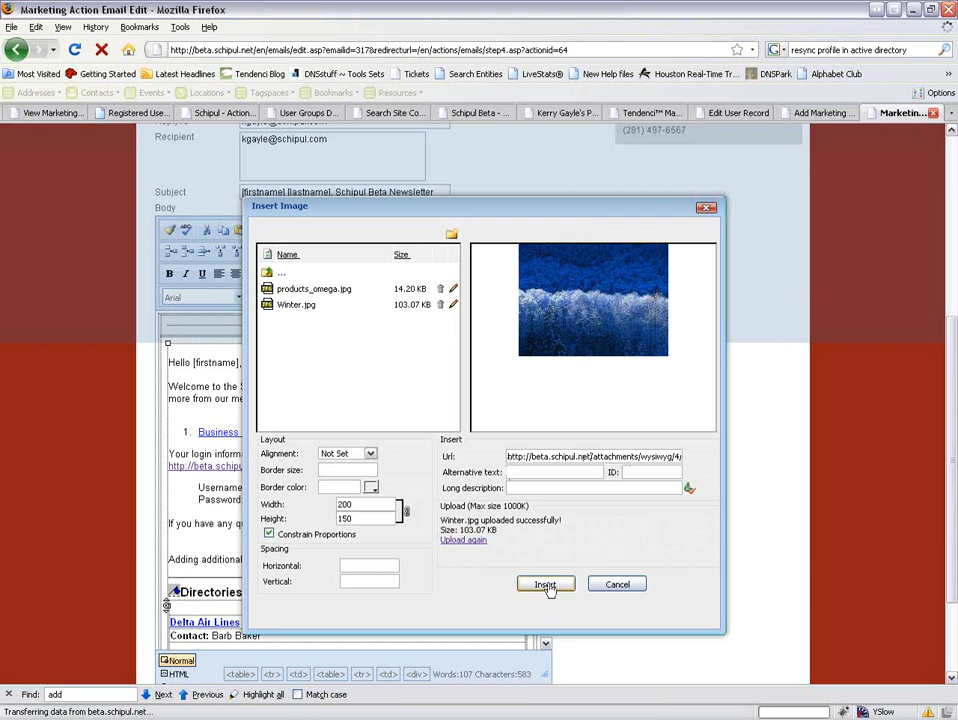 Marketing Action Email Edit - Mozilla Firefox
File Edit View History Bookmarks Tools Help
http://beta.schipul.net/en/emails/edit.asp?emailid=317&redirecturl=/en/actions/emails/step4.asp?actionid=64
resync profile in active directory
Most Visited Getting Started Latest Headlines Tendenci Blog DNSstuff ~ Tools Sets Tickets Search Entities LiveStats® New Help files Houston Real-Time Tr... DNSPark Alphabet Club
Addresses Contacts Events Locations Tagspaces Bookmarks Resources Options
View Marketing... Registered Use... Schipul - Action... User Groups D... Search Site Co... Schipul Beta - ... Kerry Gayle's P... Tendenci™ Ma... Edit User Record Add Marketing ... Marketin...
Recipient kgayle@schipul.com
(281) 497-6567
Subject [firstname] [lastname], Schipul Beta Newsletter
Body
Insert Image
Name Size
...
products_omega.jpg 14.20 KB
Winter.jpg 103.07 KB
B I U
Arial
Hello [firstname],
Welcome to the S
more from our me
1. Business
Your login informa
http://beta.schipu
Username
Password:
If you have any qu
Adding additional
Directories
Delta Air Lines
Contact: Barb Baker
Layout
Alignment: Not Set
Border size:
Border color:
Width: 200
Height: 150
Constrain Proportions
Spacing
Horizontal:
Vertical:
Insert
Url: http://beta.schipul.net/attachments/wysiwyg/4/
Alternative text: ID:
Long description:
Upload (Max size 1000K)
Winter.jpg uploaded successfully!
Size: 103.07 KB
Upload again
Insert Cancel
Normal
HTML <table> <tr> <td> <table> <tr> <td> <div> Words:107 Characters:583
Find: add Next Previous Highlight all Match case
Transferring data from beta.schipul.net... YSlow